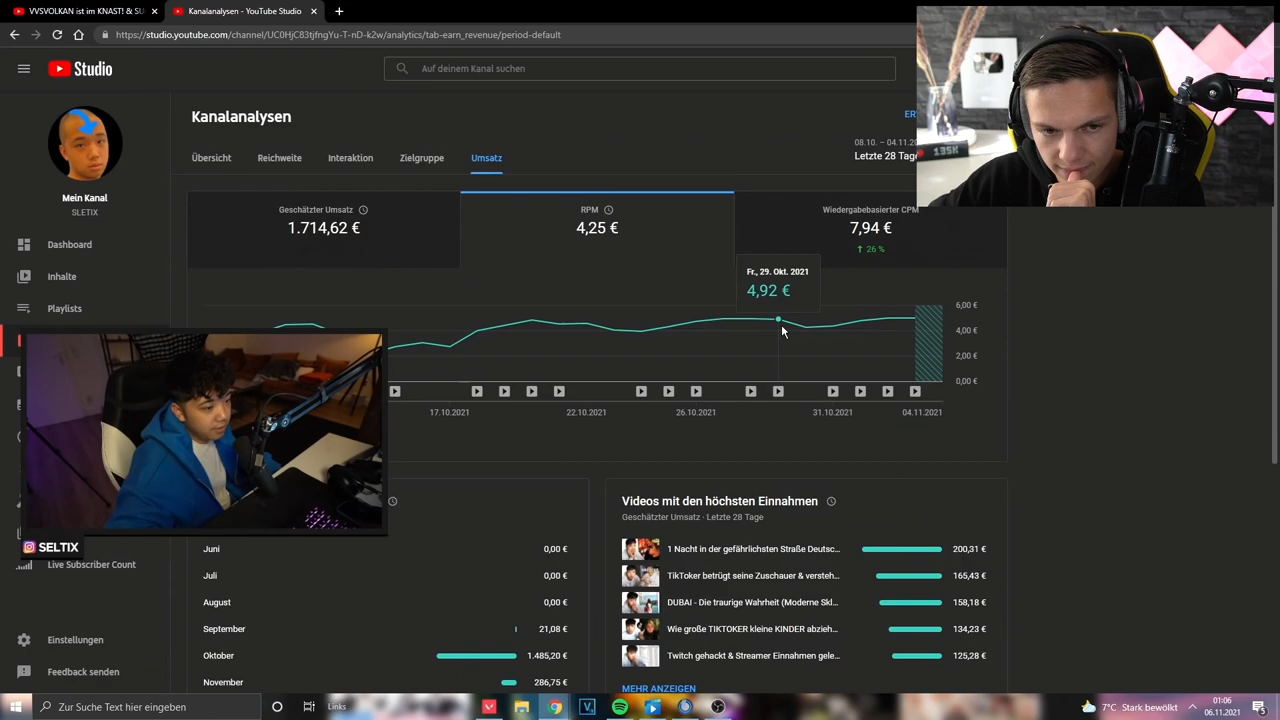 VVSVOLKAN ist im KNAST! & SU
Kanalanalysen - YouTube Studio
https://studio.youtube.com/channel/UC0HjC83tjrngYu-T-nD-k2w/analytics/tab-earn_revenue/period-default
Studio
Auf deinem Kanal suchen
Mein Kanal
SLETIX
Dashboard
Inhalte
Playlists
Live Subscriber Count
Einstellungen
Feedback senden
Kanalanalysen
08.10. – 04.11.20
Letzte 28 Tage
Übersicht
Reichweite
Interaktion
Zielgruppe
Umsatz
Geschätzter Umsatz
1.714,62 €
RPM
4,25 €
Wiedergabebasierter CPM
7,94 €
26 %
Fr., 29. Okt. 2021
4,92 €
6,00 €
4,00 €
2,00 €
0,00 €
17.10.2021 22.10.2021 26.10.2021 31.10.2021 04.11.2021
135K
SELTIX
Juni 0,00 €
Juli 0,00 €
August 0,00 €
September 21,08 €
Oktober 1.485,20 €
November 286,75 €
Videos mit den höchsten Einnahmen
Geschätzter Umsatz · Letzte 28 Tage
1 Nacht in der gefährlichsten Straße Deutsc... 200,31 €
TikToker betrügt seine Zuschauer & versteh... 165,43 €
DUBAI - Die traurige Wahrheit (Moderne Skl... 158,18 €
Wie große TIKTOKER kleine KINDER abzieh... 134,23 €
Twitch gehackt & Streamer Einnahmen gele... 125,28 €
MEHR ANZEIGEN
Zur Suche Text hier eingeben
Links
7°C Stark bewölkt
01:06
06.11.2021